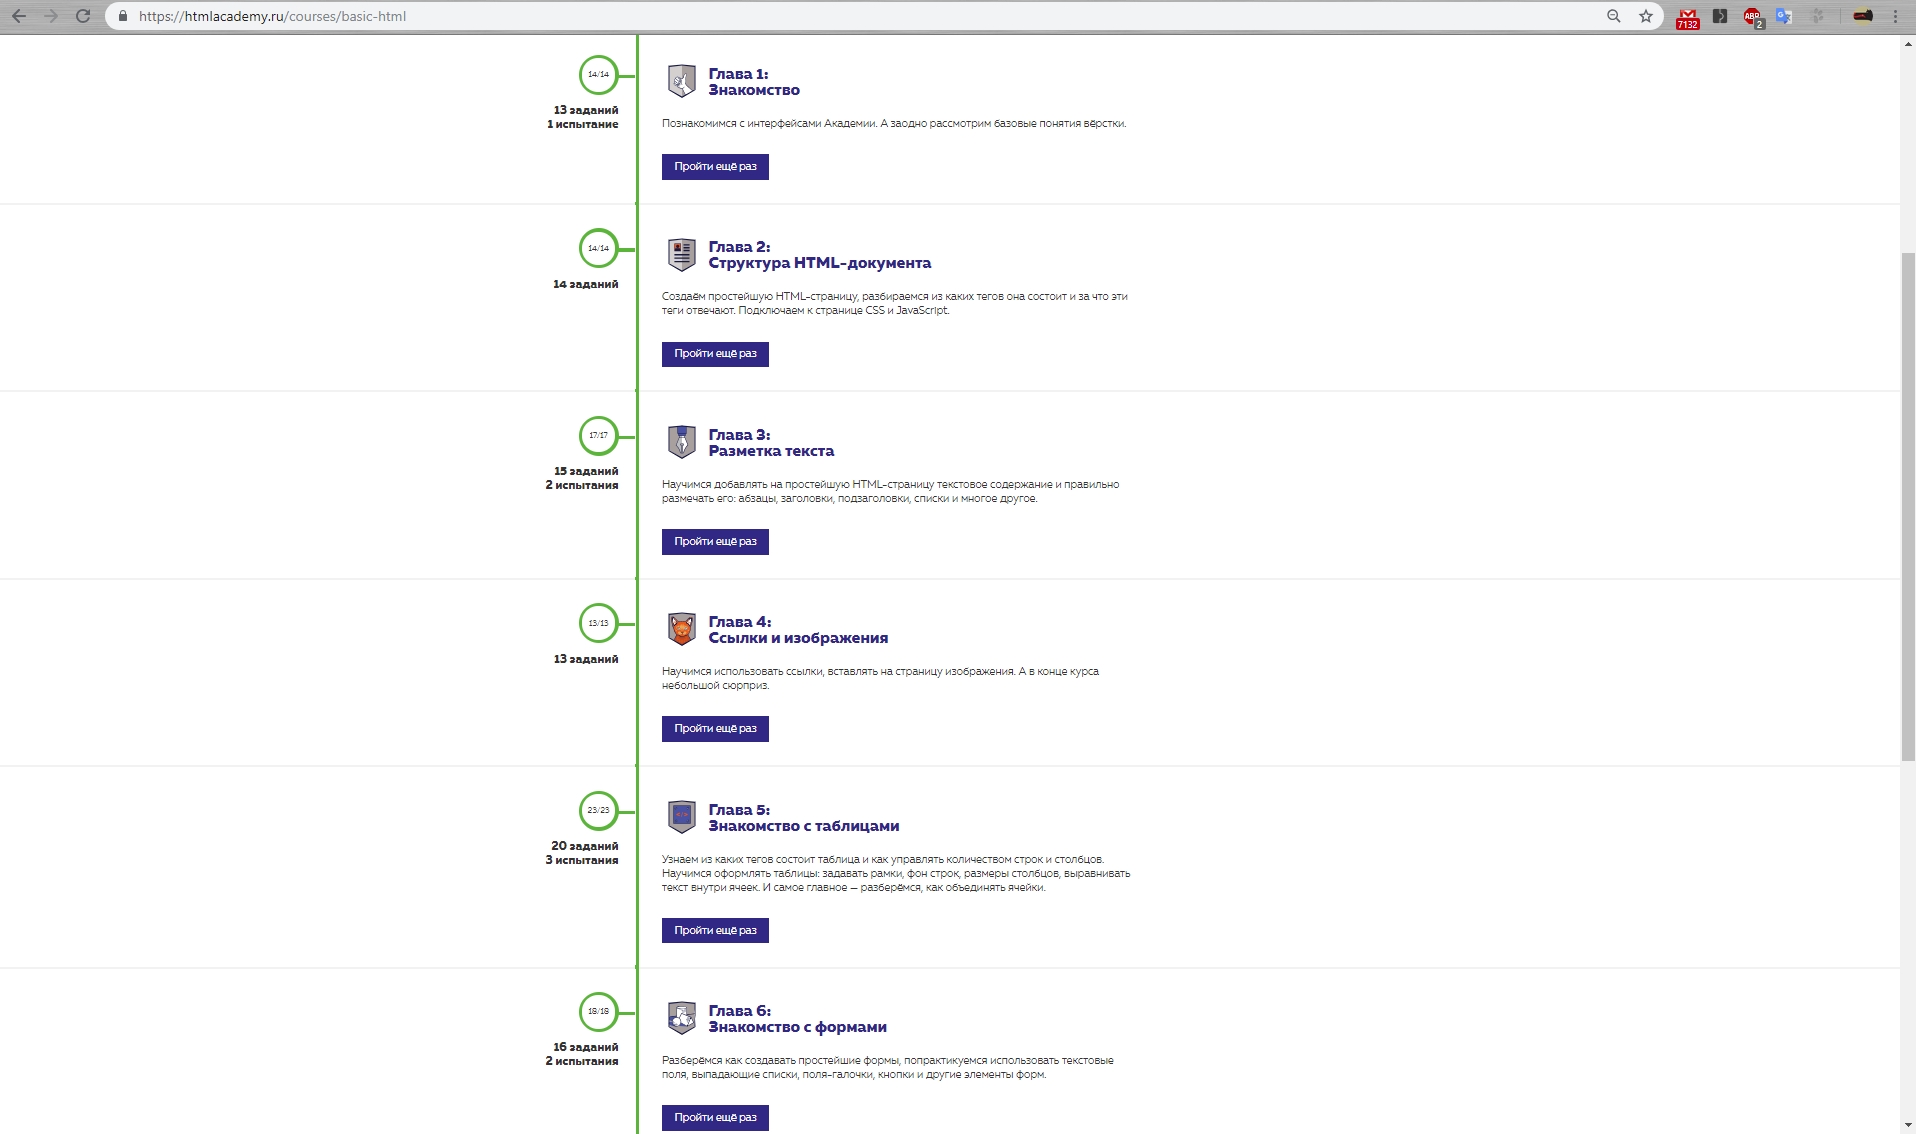 https://htmlacademy.ru/courses/basic-html
7132
ABP
2
14/14
13 заданий
1 испытание
Глава 1:
Знакомство
Познакомимся с интерфейсами Академии. А заодно рассмотрим базовые понятия вёрстки.
Пройти ещё раз
14/14
14 заданий
Глава 2:
Структура HTML-документа
Создаём простейшую HTML-страницу, разбираемся из каких тегов она состоит и за что эти
теги отвечают. Подключаем к странице CSS и JavaScript.
Пройти ещё раз
17/17
15 заданий
2 испытания
Глава 3:
Разметка текста
Научимся добавлять на простейшую HTML-страницу текстовое содержание и правильно
размечать его: абзацы, заголовки, подзаголовки, списки и многое другое.
Пройти ещё раз
13/13
13 заданий
Глава 4:
Ссылки и изображения
Научимся использовать ссылки, вставлять на страницу изображения. А в конце курса
небольшой сюрприз.
Пройти ещё раз
23/23
20 заданий
3 испытания
Глава 5:
Знакомство с таблицами
Узнаем из каких тегов состоит таблица и как управлять количеством строк и столбцов.
Научимся оформлять таблицы: задавать рамки, фон строк, размеры столбцов, выравнивать
текст внутри ячеек. И самое главное — разберёмся, как объединять ячейки.
Пройти ещё раз
18/18
16 заданий
2 испытания
Глава 6:
Знакомство с формами
Разберёмся как создавать простейшие формы, попрактикуемся использовать текстовые
поля, выпадающие списки, поля-галочки, кнопки и другие элементы форм.
Пройти ещё раз